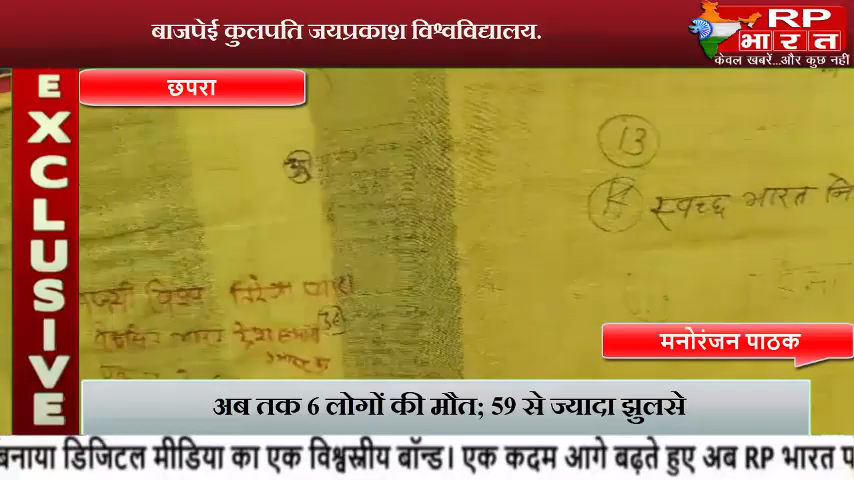 बाजपेई कुलपति जयप्रकाश विश्वविद्यालय.
RP
भारत
केवल खबरें...और कुछ नहीं
EXCLUSIVE
छपरा
13
स्वच्छ भारत नि
मनोरंजन पाठक
अब तक 6 लोगों की मौत; 59 से ज्यादा झुलसे
बनाया डिजिटल मीडिया का एक विश्वस्नीय बॉन्ड। एक कदम आगे बढ़ते हुए अब RP भारत प